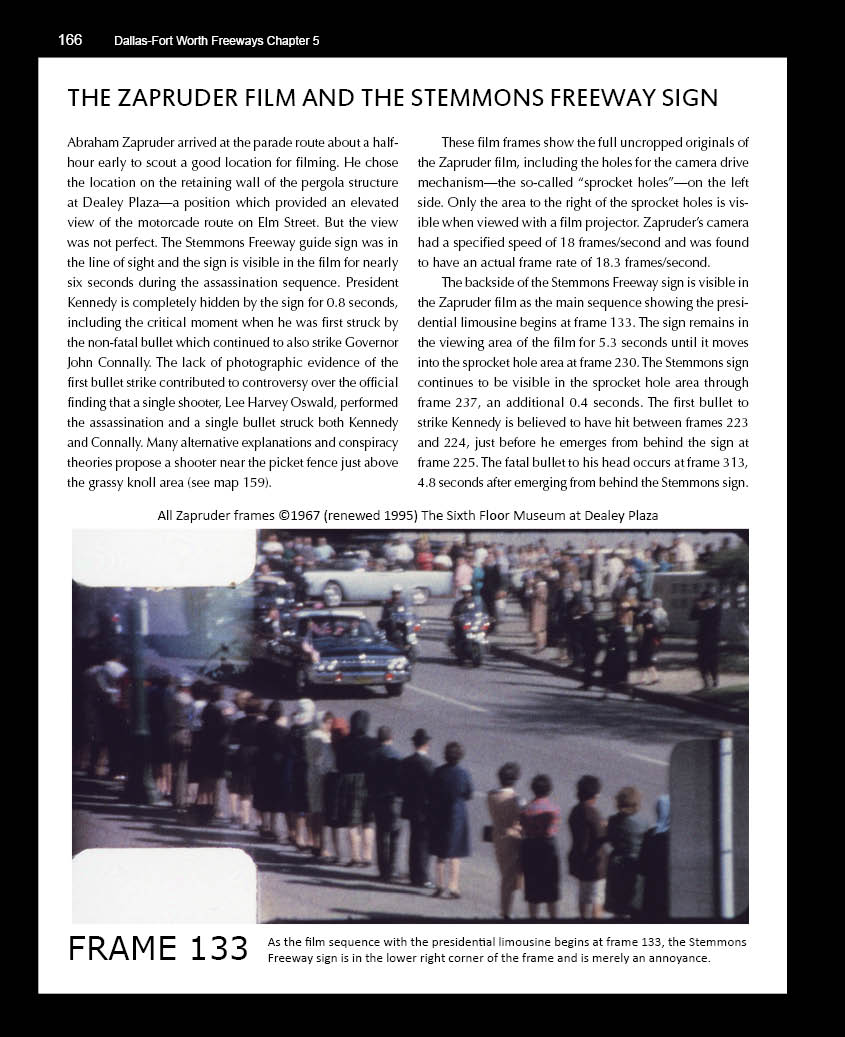 166 Dallas-Fort Worth Freeways Chapter 5
THE ZAPRUDER FILM AND THE STEMMONS FREEWAY SIGN
Abraham Zapruder arrived at the parade route about a half-
hour early to scout a good location for filming. He chose
the location on the retaining wall of the pergola structure
at Dealey Plaza—a position which provided an elevated
view of the motorcade route on Elm Street. But the view
was not perfect. The Stemmons Freeway guide sign was in
the line of sight and the sign is visible in the film for nearly
six seconds during the assassination sequence. President
Kennedy is completely hidden by the sign for 0.8 seconds,
including the critical moment when he was first struck by
the non-fatal bullet which continued to also strike Governor
John Connally. The lack of photographic evidence of the
first bullet strike contributed to controversy over the official
finding that a single shooter, Lee Harvey Oswald, performed
the assassination and a single bullet struck both Kennedy
and Connally. Many alternative explanations and conspiracy
theories propose a shooter near the picket fence just above
the grassy knoll area (see map 159).
These film frames show the full uncropped originals of
the Zapruder film, including the holes for the camera drive
mechanism—the so-called “sprocket holes”—on the left
side. Only the area to the right of the sprocket holes is vis-
ible when viewed with a film projector. Zapruder’s camera
had a specified speed of 18 frames/second and was found
to have an actual frame rate of 18.3 frames/second.
The backside of the Stemmons Freeway sign is visible in
the Zapruder film as the main sequence showing the presi-
dential limousine begins at frame 133. The sign remains in
the viewing area of the film for 5.3 seconds until it moves
into the sprocket hole area at frame 230. The Stemmons sign
continues to be visible in the sprocket hole area through
frame 237, an additional 0.4 seconds. The first bullet to
strike Kennedy is believed to have hit between frames 223
and 224, just before he emerges from behind the sign at
frame 225. The fatal bullet to his head occurs at frame 313,
4.8 seconds after emerging from behind the Stemmons sign.
All Zapruder frames ©1967 (renewed 1995) The Sixth Floor Museum at Dealey Plaza
FRAME 133
As the film sequence with the presidential limousine begins at frame 133, the Stemmons
Freeway sign is in the lower right corner of the frame and is merely an annoyance.